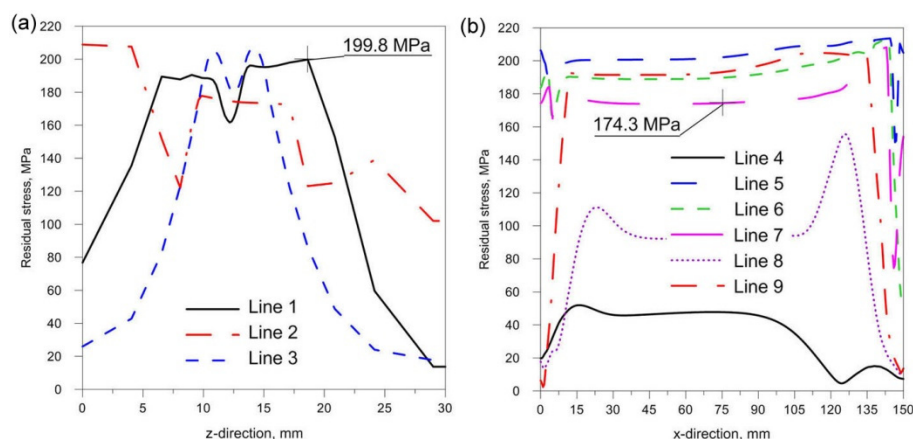 (a)
220
200
180
160
140
120
100
80
60
40
20
0
Residual stress, MPa
199.8 MPa
Line 1
Line 2
Line 3
0 5 10 15 20 25 30
z-direction, mm
(b)
220
200
180
160
140
120
100
80
60
40
20
0
Residual stress, MPa
174.3 MPa
Line 4
Line 5
Line 6
Line 7
Line 8
Line 9
0 15 30 45 60 75 90 105 120 135 150
x-direction, mm